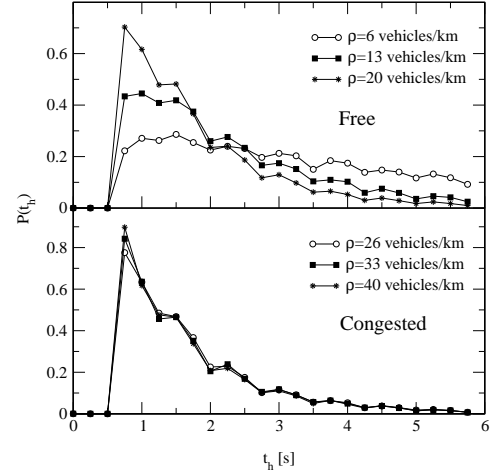 0.8
ρ=6 vehicles/km
ρ=13 vehicles/km
0.6
ρ=20 vehicles/km
0.4
Free
0.2
P(t_h)
0
ρ=26 vehicles/km
0.8
ρ=33 vehicles/km
ρ=40 vehicles/km
0.6
Congested
0.4
0.2
0
0 1 2 3 4 5 6
t_h [s]